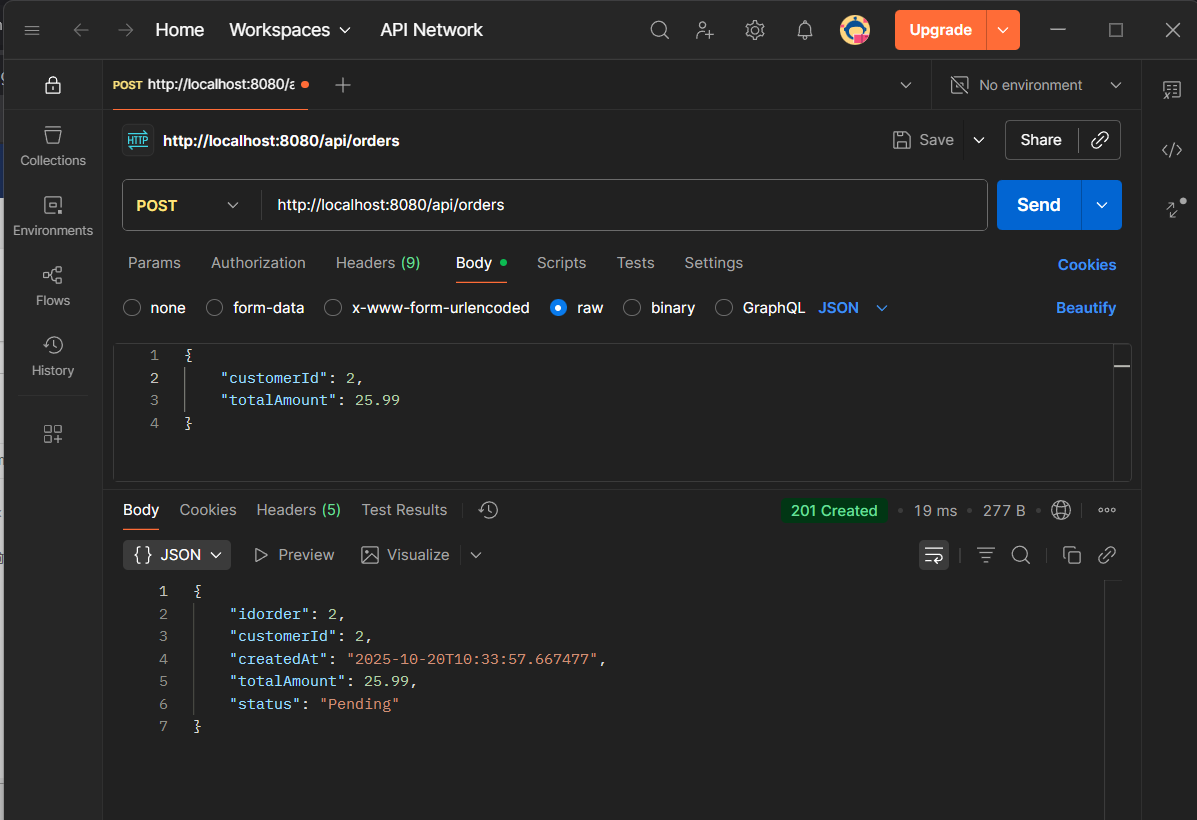 Home Workspaces API Network Upgrade
POST http://localhost:8080/a No environment
HTTP http://localhost:8080/api/orders Save Share
Collections
Environments
Flows
History
POST http://localhost:8080/api/orders Send
Params Authorization Headers (9) Body Scripts Tests Settings Cookies
none form-data x-www-form-urlencoded raw binary GraphQL JSON Beautify
1 {
2 "customerId": 2,
3 "totalAmount": 25.99
4 }
Body Cookies Headers (5) Test Results 201 Created • 19 ms • 277 B •
{} JSON Preview Visualize
1 {
2 "idorder": 2,
3 "customerId": 2,
4 "createdAt": "2025-10-20T10:33:57.667477",
5 "totalAmount": 25.99,
6 "status": "Pending"
7 }